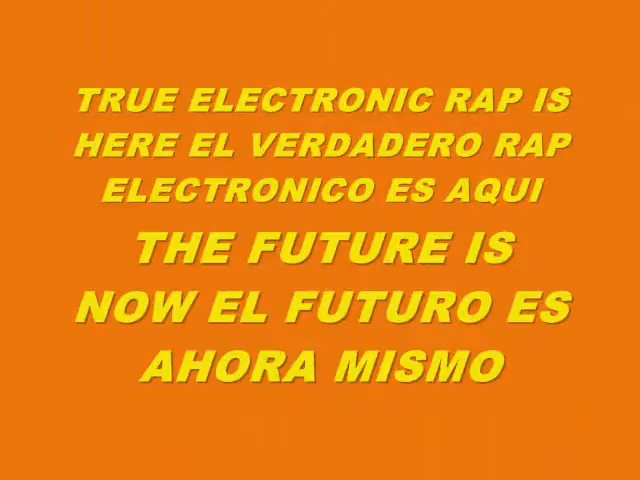 TRUE ELECTRONIC RAP IS
HERE EL VERDADERO RAP
ELECTRONICO ES AQUI
THE FUTURE IS
NOW EL FUTURO ES
AHORA MISMO